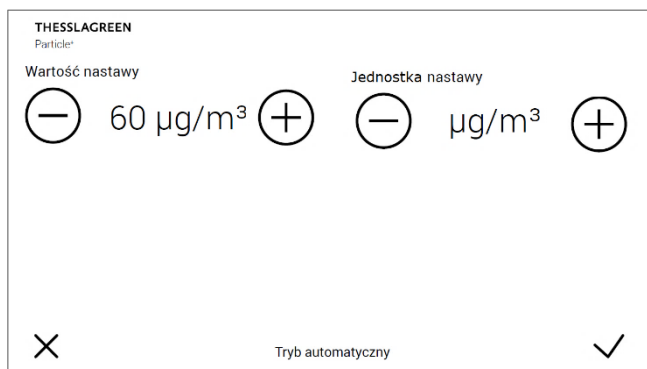 THESSLAGREEN
Particle+
Wartość nastawy
Jednostka nastawy
60 µg/m³
µg/m³
Tryb automatyczny